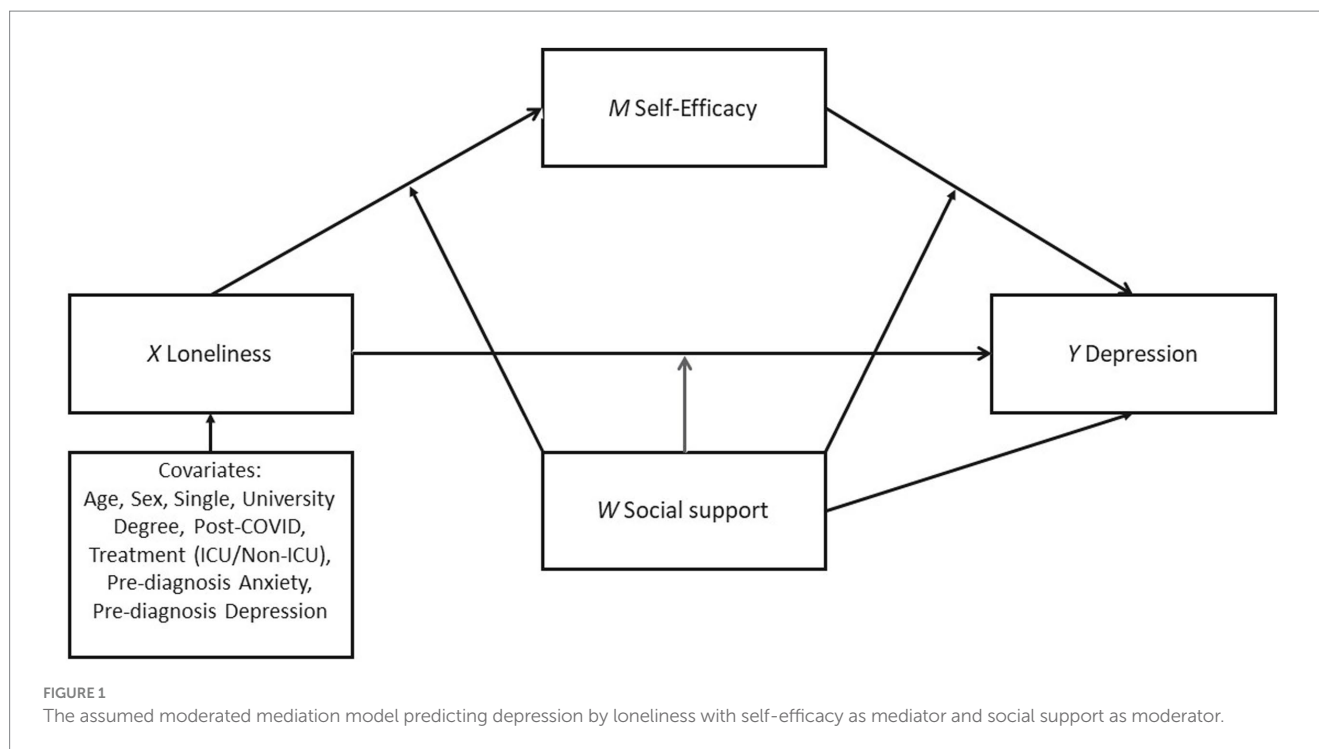 M Self-Efficacy
X Loneliness
Y Depression
Covariates:
Age, Sex, Single, University
Degree, Post-COVID,
Treatment (ICU/Non-ICU),
Pre-diagnosis Anxiety,
Pre-diagnosis Depression
W Social support
FIGURE 1
The assumed moderated mediation model predicting depression by loneliness with self-efficacy as mediator and social support as moderator.